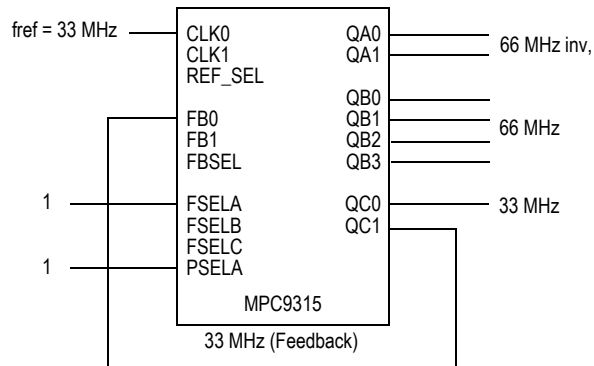 fref = 33 MHz
CLK0
CLK1
REF_SEL
FB0
FB1
FBSEL
1
FSELA
FSELB
FSELC
1
PSELA
QA0
QA1
66 MHz inv,
QB0
QB1
QB2
QB3
66 MHz
QC0
33 MHz
QC1
MPC9315
33 MHz (Feedback)